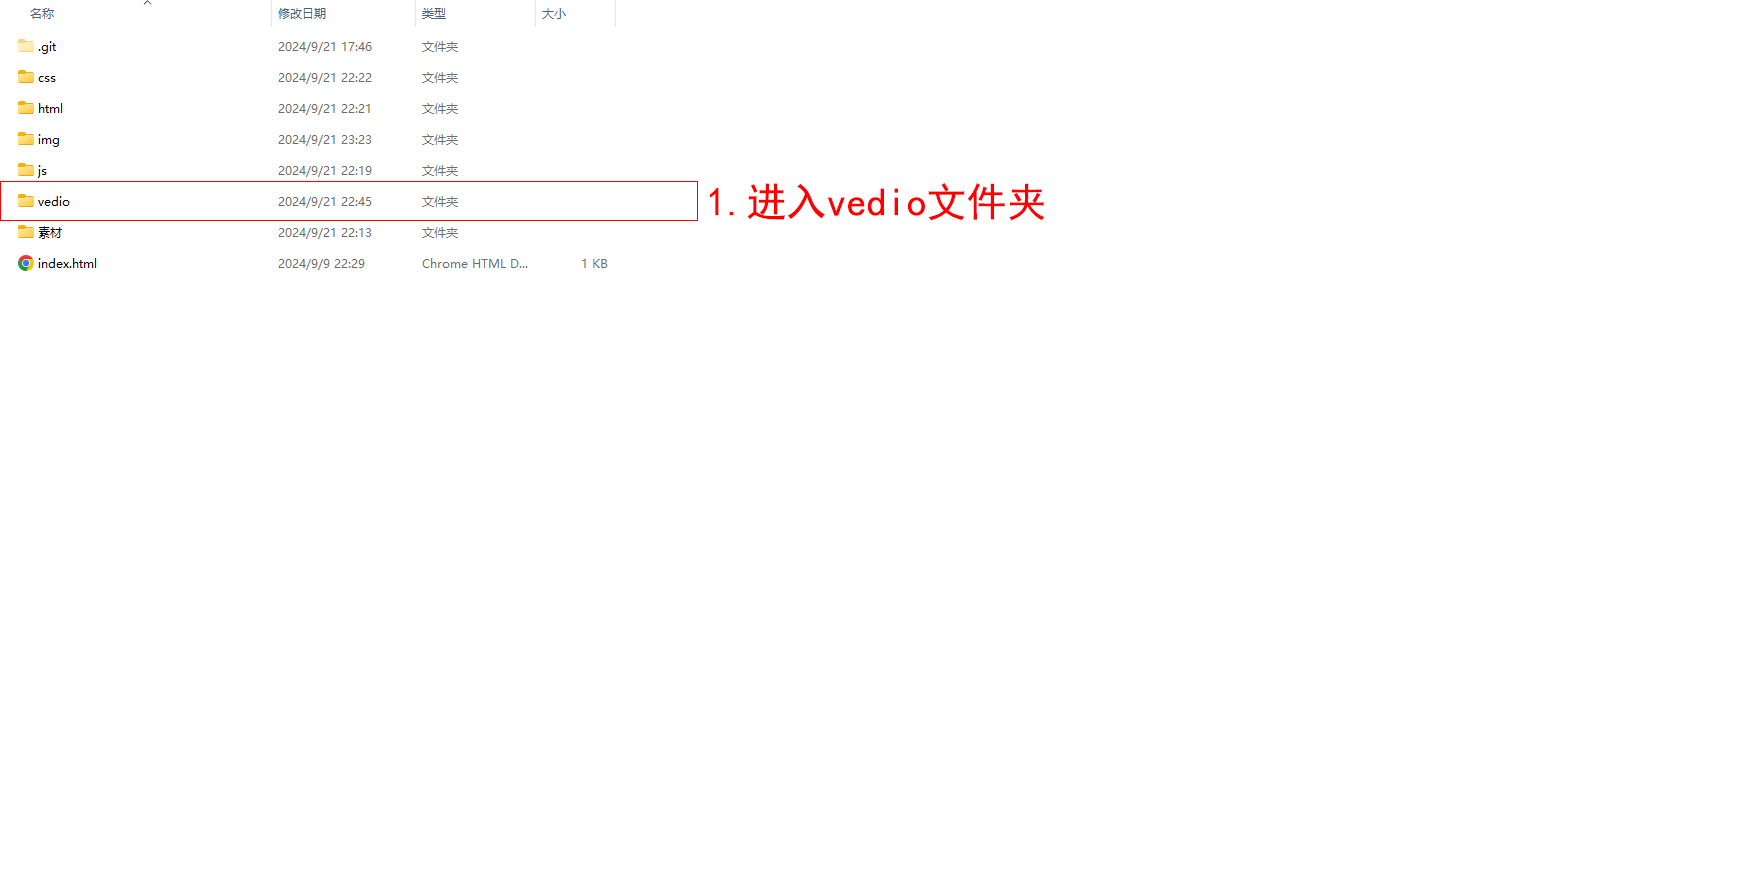 名称 修改日期 类型 大小
.git 2024/9/21 17:46 文件夹
css 2024/9/21 22:22 文件夹
html 2024/9/21 22:21 文件夹
img 2024/9/21 23:23 文件夹
js 2024/9/21 22:19 文件夹
vedio 2024/9/21 22:45 文件夹 1.进入vedio文件夹
素材 2024/9/21 22:13 文件夹
index.html 2024/9/9 22:29 Chrome HTML D... 1 KB